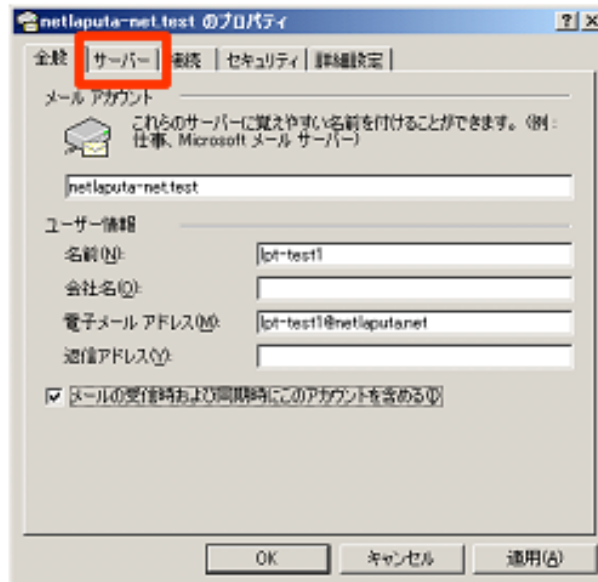 netlaputa-net.test のプロパティ
全般 サーバー 接続 セキュリティ 詳細設定
メール アカウント
これらのサーバーに覚えやすい名前を付けることができます。(例 :
仕事、Microsoft メール サーバー)
netlaputa-net.test
ユーザー情報
名前(N):
lpt-test1
会社名(O):
電子メール アドレス(M):
lpt-test1@netlaputa.net
返信アドレス(Y):
メールの受信時および同期時にこのアカウントを含める(I)
OK キャンセル 適用(A)